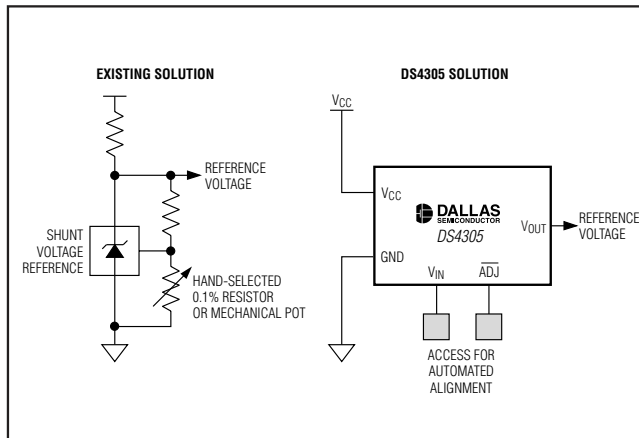 EXISTING SOLUTION
REFERENCE
VOLTAGE
SHUNT
VOLTAGE
REFERENCE
HAND-SELECTED
0.1% RESISTOR
OR MECHANICAL POT
DS4305 SOLUTION
VCC
VCC
DALLAS
SEMICONDUCTOR
DS4305
VOUT
REFERENCE
VOLTAGE
GND
VIN
ADJ
ACCESS FOR
AUTOMATED
ALIGNMENT